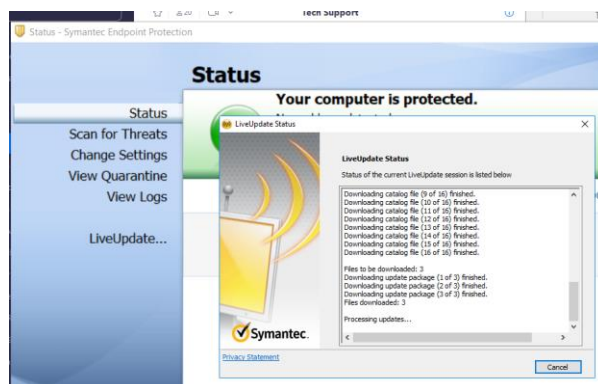 20
Tech Support
Status - Symantec Endpoint Protection
Status
Your computer is protected.
Status
Scan for Threats
Change Settings
View Quarantine
View Logs
LiveUpdate...
LiveUpdate Status
LiveUpdate Status
Status of the current LiveUpdate session is listed below
Downloading catalog file (9 of 16) finished.
Downloading catalog file (10 of 16) finished.
Downloading catalog file (11 of 16) finished.
Downloading catalog file (12 of 16) finished.
Downloading catalog file (13 of 16) finished.
Downloading catalog file (14 of 16) finished.
Downloading catalog file (15 of 16) finished.
Downloading catalog file (16 of 16) finished.
Files to be downloaded: 3
Downloading update package (1 of 3) finished.
Downloading update package (2 of 3) finished.
Downloading update package (3 of 3) finished.
Files downloaded: 3
Processing updates...
Symantec.
Privacy Statement
Cancel